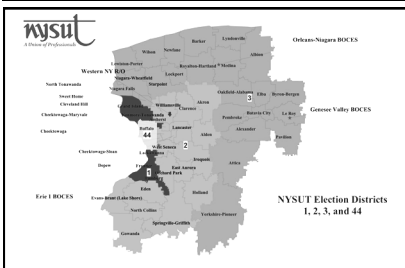 nysut
A Union of Professionals
Orleans-Niagara BOCES
Barker
Lyndonville
Wilson
Newfane
Albion
Lewiston-Porter
Royalton-Hartland
Medina
Lockport
Western NY R/O
Niagara-Wheatfield
Starpoint
Niagara Falls
North Tonawanda
Oakfield-Alabama
Elba
Byron-Bergen
3
Akron
Sweet Home
Williamsville
Clarence
Cleveland Hill
Genesee Valley BOCES
Pembroke
Batavia City
Le Roy
Cheektowaga-Maryvale
Buffalo
Lancaster
Alexander
Cheektowaga
44
Alden
Pavilion
West Seneca
2
Cheektowaga-Sloan
Iroquois
Attica
Depew
East Aurora
1
Orchard Park
Eden
Erie 1 BOCES
Holland
NYSUT Election Districts
1, 2, 3, and 44
Evans-Brant (Lake Shore)
North Collins
Yorkshire-Pioneer
Springville-Griffith
Gowanda